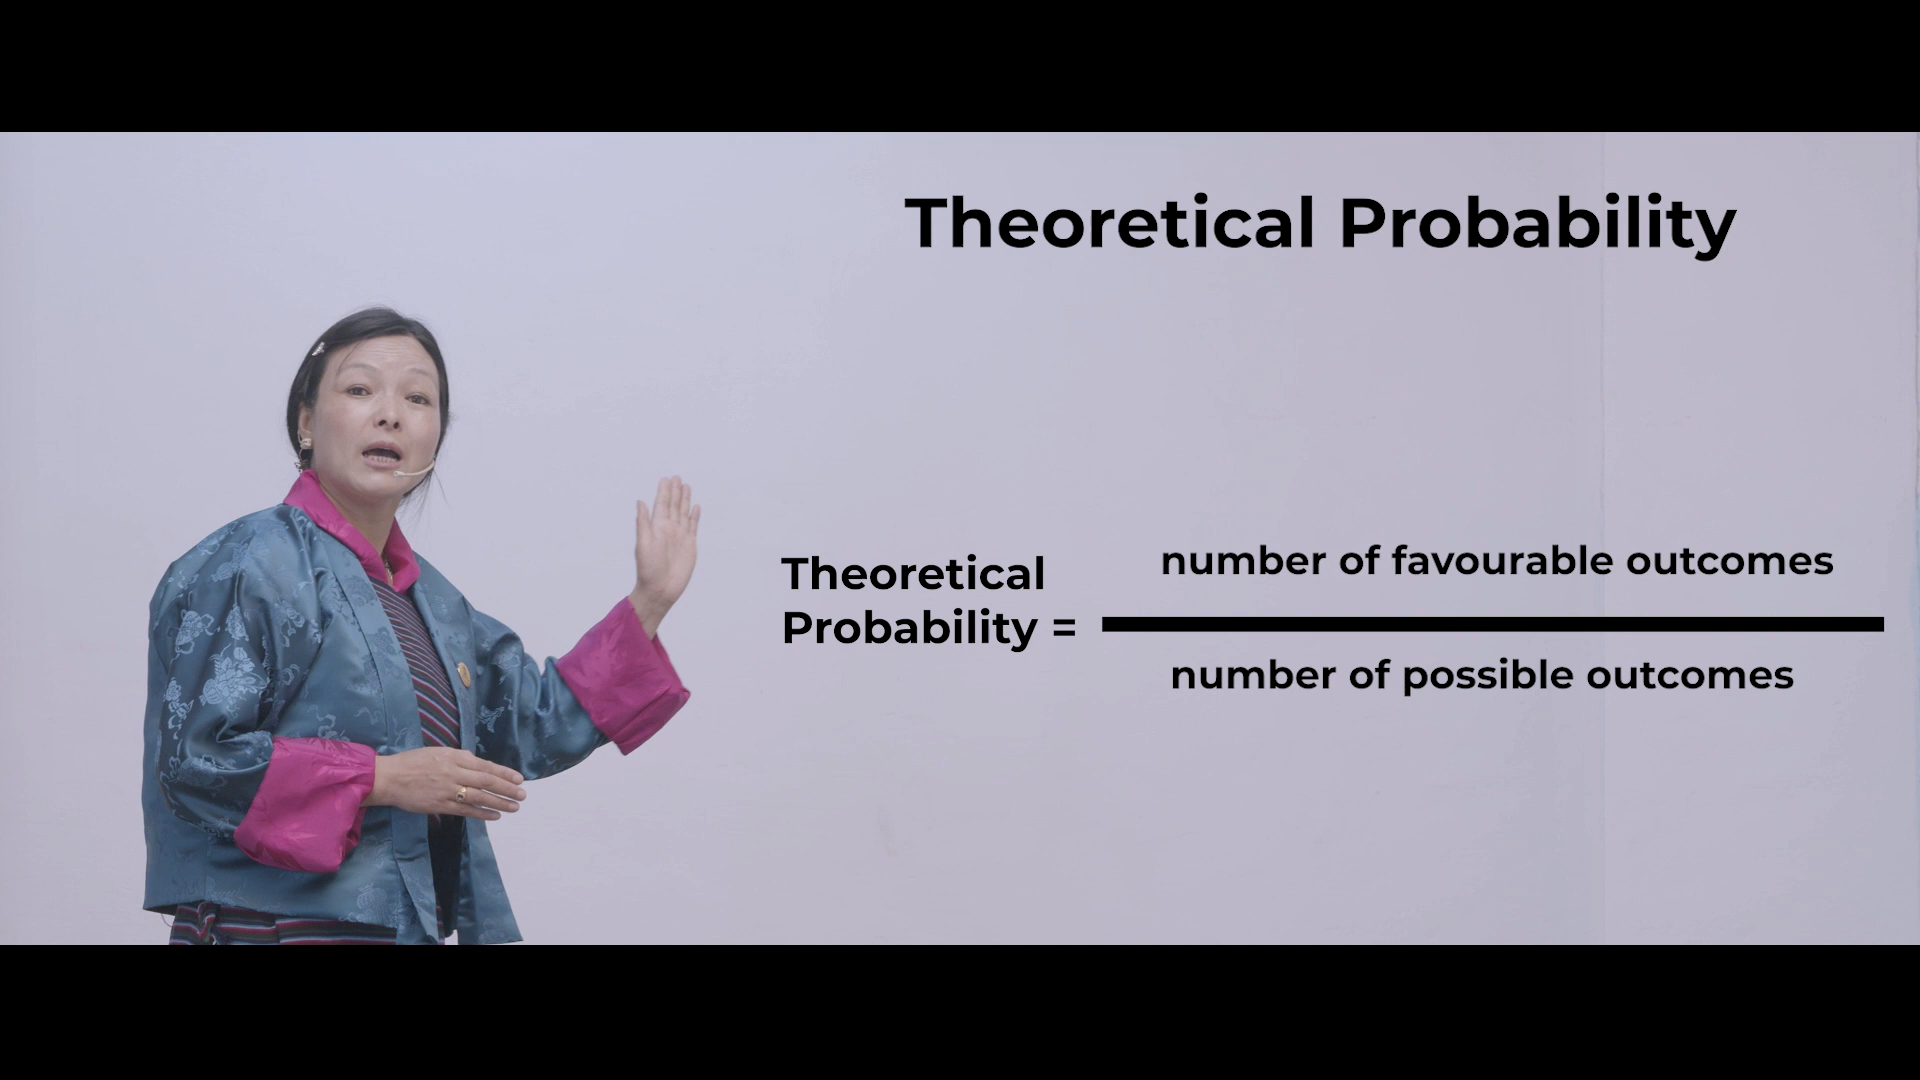 Theoretical Probability
Theoretical
Probability =
number of favourable outcomes
number of possible outcomes